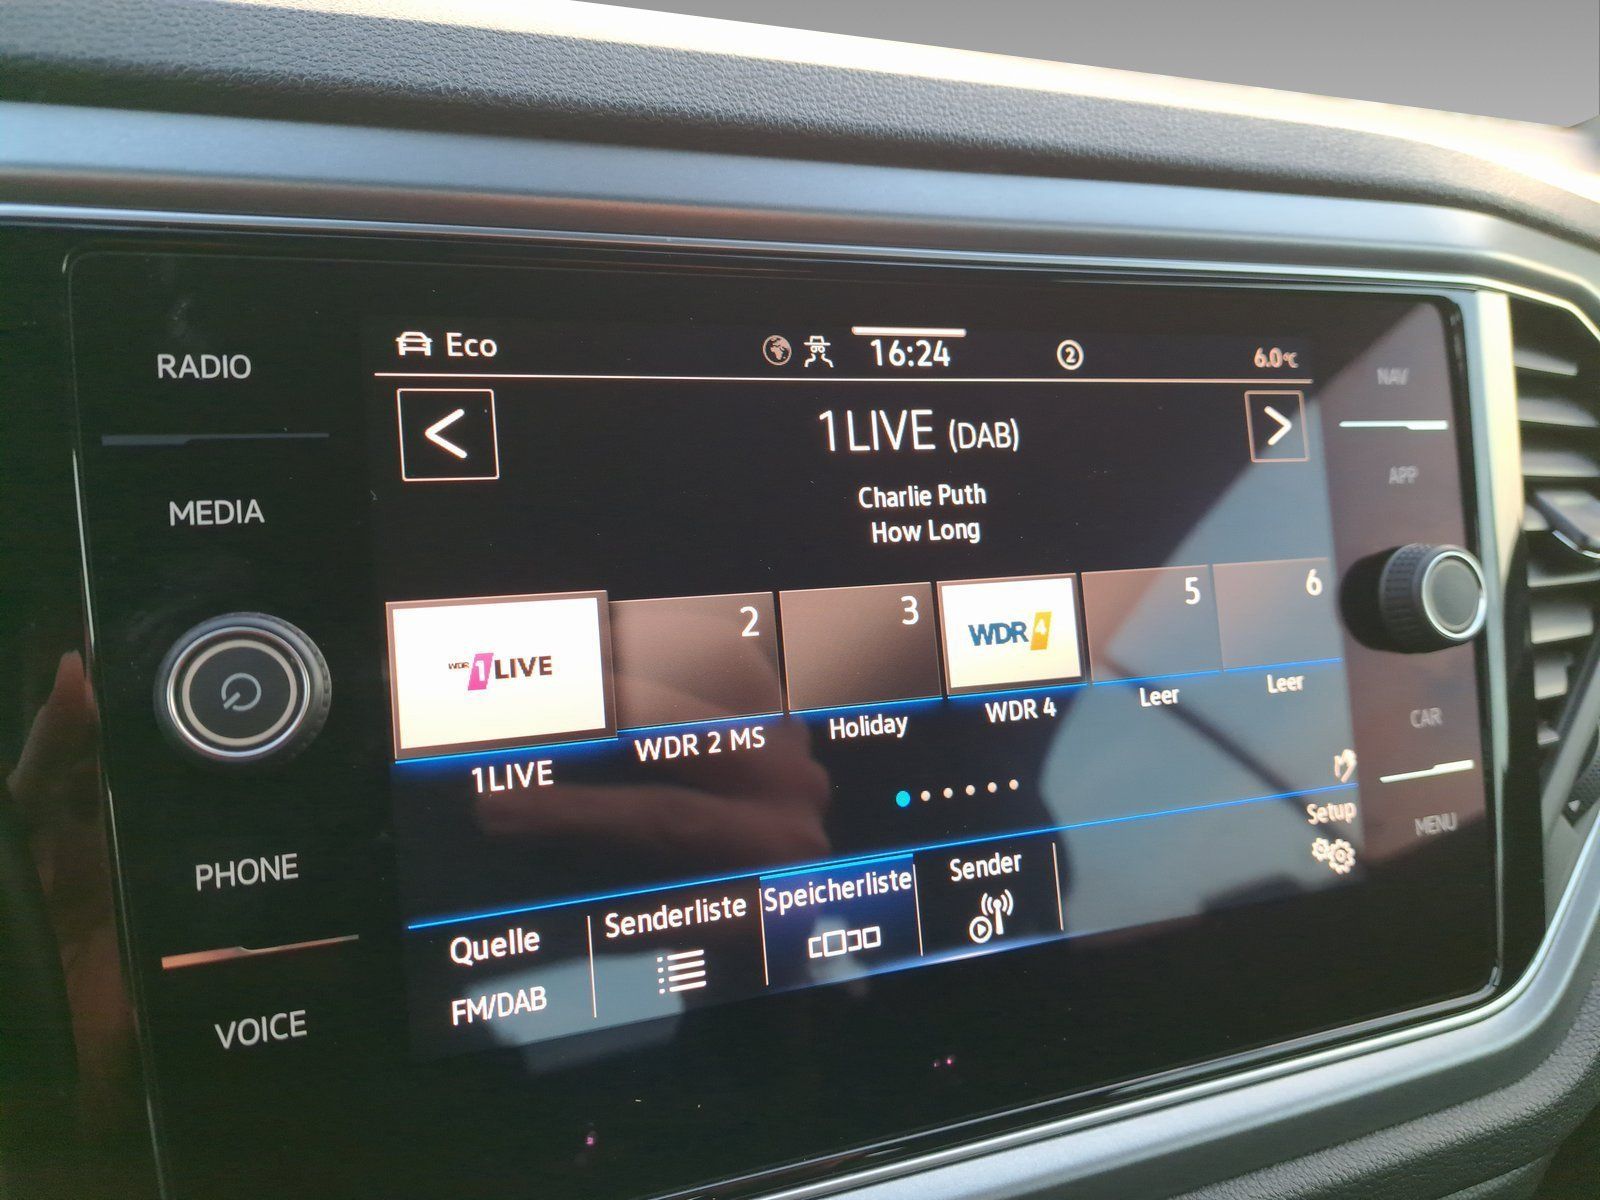 RADIO
MEDIA
PHONE
VOICE
Eco
16:24
2
6.0°C
1LIVE (DAB)
Charlie Puth
How Long
WDR 1LIVE
2
3
WDR 4
5
6
1LIVE
WDR 2 MS
Holiday
WDR 4
Leer
Leer
Setup
Quelle
FM/DAB
Senderliste
Speicherliste
Sender
NAV
APP
CAR
MENU